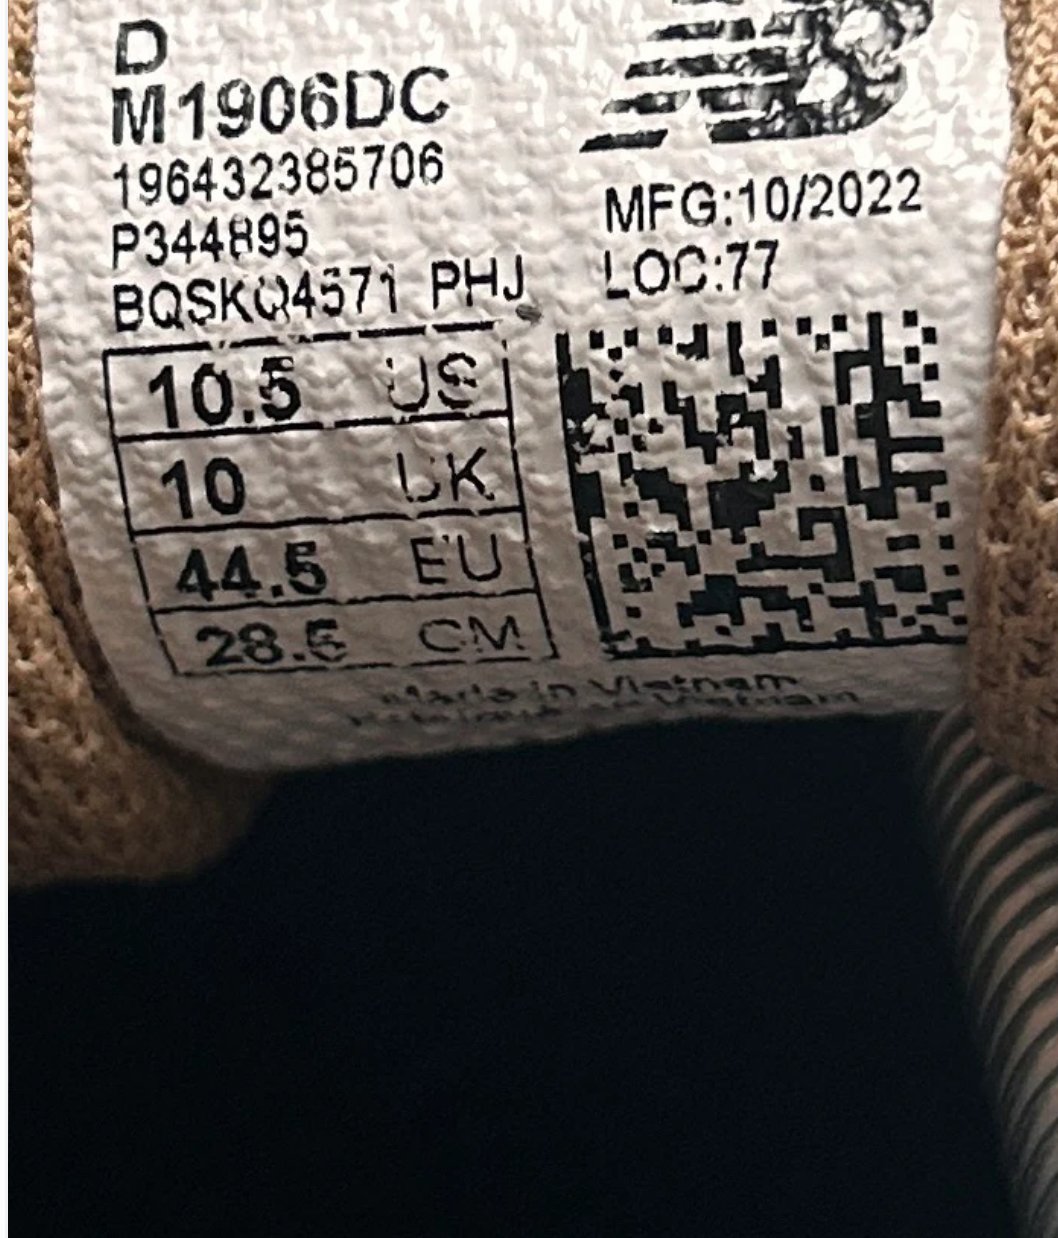 D
M1906DC
196432385706
P344895
BQSKQ4571 PHJ
MFG:10/2022
LOC:77
10.5 US
10 UK
44.5 EU
28.5 CM
Made in Vietnam
Vietnam